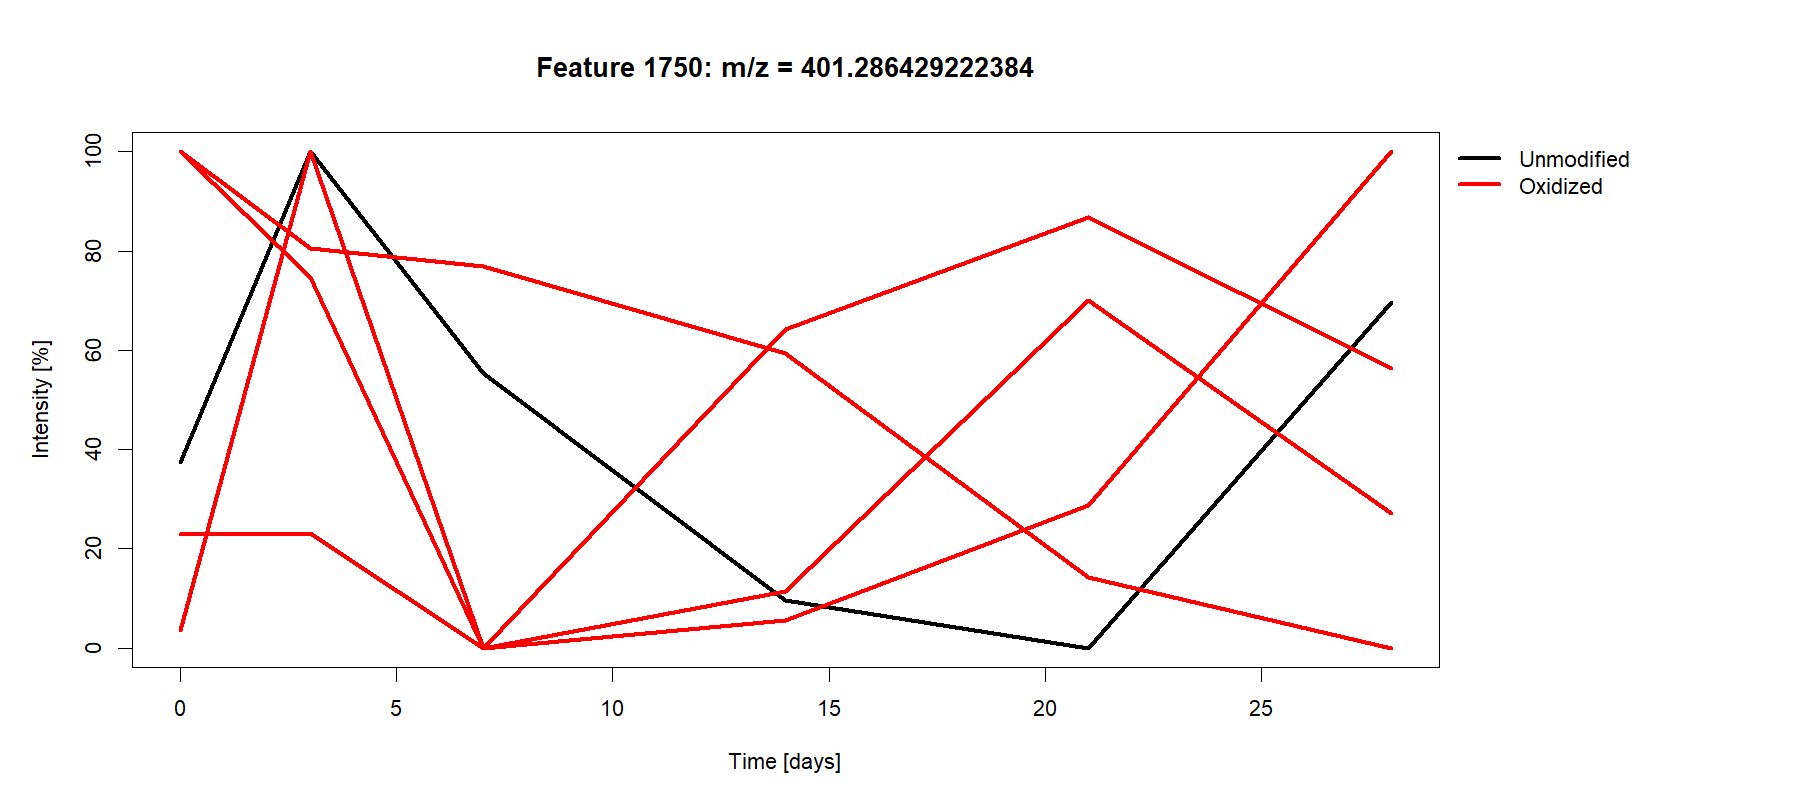 Feature 1750: m/z = 401.286429222384
Unmodified
Oxidized
Intensity [%]
100
80
60
40
20
0
0 5 10 15 20 25
Time [days]